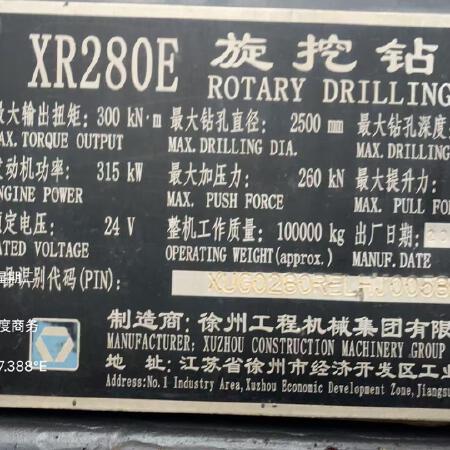 XR280E 旋挖钻
ROTARY DRILLING
最大输出扭矩: 300 kN·m 最大钻孔直径: 2500 mm 最大钻孔深度:
MAX. TORQUE OUTPUT MAX. DRILLING DIA. MAX. DRILLING
发动机功率: 315 kW 最大加压力: 260 kN 最大提升力:
ENGINE POWER MAX. PUSH FORCE MAX. PULL FOR
额定电压: 24 V 整机工作质量: 100000 kg 出厂日期: 20
RATED VOLTAGE OPERATING WEIGHT(approx.) MANUF. DATE
识别代码(PIN): XUG0280RELHJ0058
制造商: 徐州工程机械集团有限
MANUFACTURER: XUZHOU CONSTRUCTION MACHINERY GROUP
地 址: 江苏省徐州市经济开发区工业
Address:No.1 Industry Area,Xuzhou Economic Development Zone,Jiangsu
度商务
7.388°E